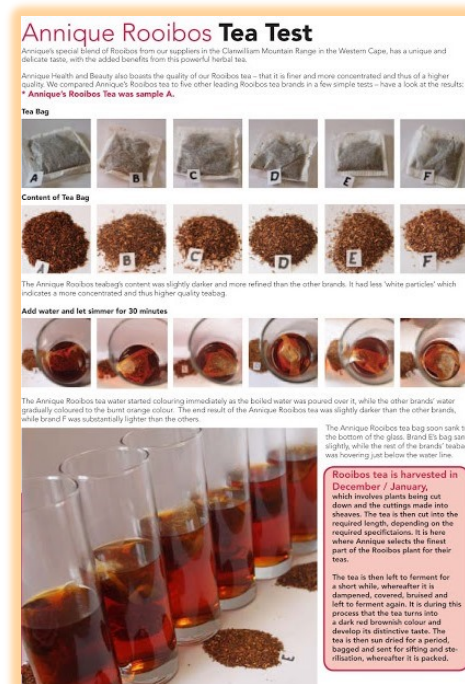 Annique Rooibos Tea Test
Annique's special blend of Rooibos from our suppliers in the Clanwilliam Mountain Range in the Western Cape, has a unique and
delicate taste, with the added benefits from this powerful herbal tea.
Annique Health and Beauty also boasts the quality of our Rooibos tea – that it is finer and more concentrated and thus of a higher
quality. We compared Annique's Rooibos tea to five other leading Rooibos tea brands in a few simple tests – have a look at the results:
* Annique's Rooibos Tea was sample A.
Tea Bag
A B C D E F
Content of Tea Bag
A B C D E F
The Annique Rooibos teabag's content was slightly darker and more refined than the other brands. It had less 'white particles' which
indicates a more concentrated and thus higher quality teabag.
Add water and let simmer for 30 minutes
The Annique Rooibos tea water started colouring immediately as the boiled water was poured over it, while the other brands' water
gradually coloured to the burnt orange colour. The end result of the Annique Rooibos tea was slightly darker than the other brands,
while brand F was substantially lighter than the others.
The Annique Rooibos tea bag soon sank t
the bottom of the glass. Brand E's bag san
slightly, while the rest of the brands' teaba
was hovering just below the water line.
Rooibos tea is harvested in
December / January,
which involves plants being cut
down and the cuttings made into
sheaves. The tea is then cut into the
required length, depending on the
required specifictaions. It is here
where Annique selects the finest
part of the Rooibos plant for their
teas.
The tea is then left to ferment for
a short while, whereafter it is
dampened, covered, bruised and
left to ferment again. It is during this
process that the tea turns into
a dark red brownish colour and
develop its distinctive taste. The
tea is then sun dried for a period,
bagged and sent for sifting and ste-
rilisation, whereafter it is packed.